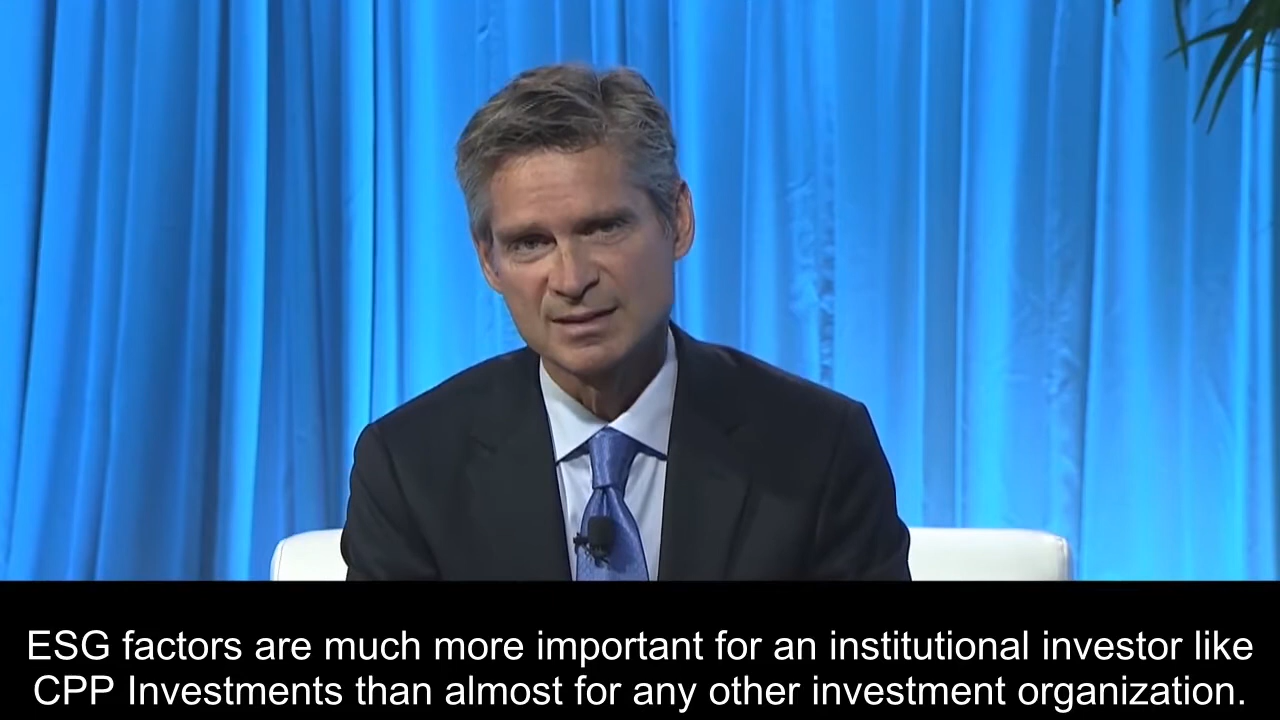 ESG factors are much more important for an institutional investor like
CPP Investments than almost for any other investment organization.